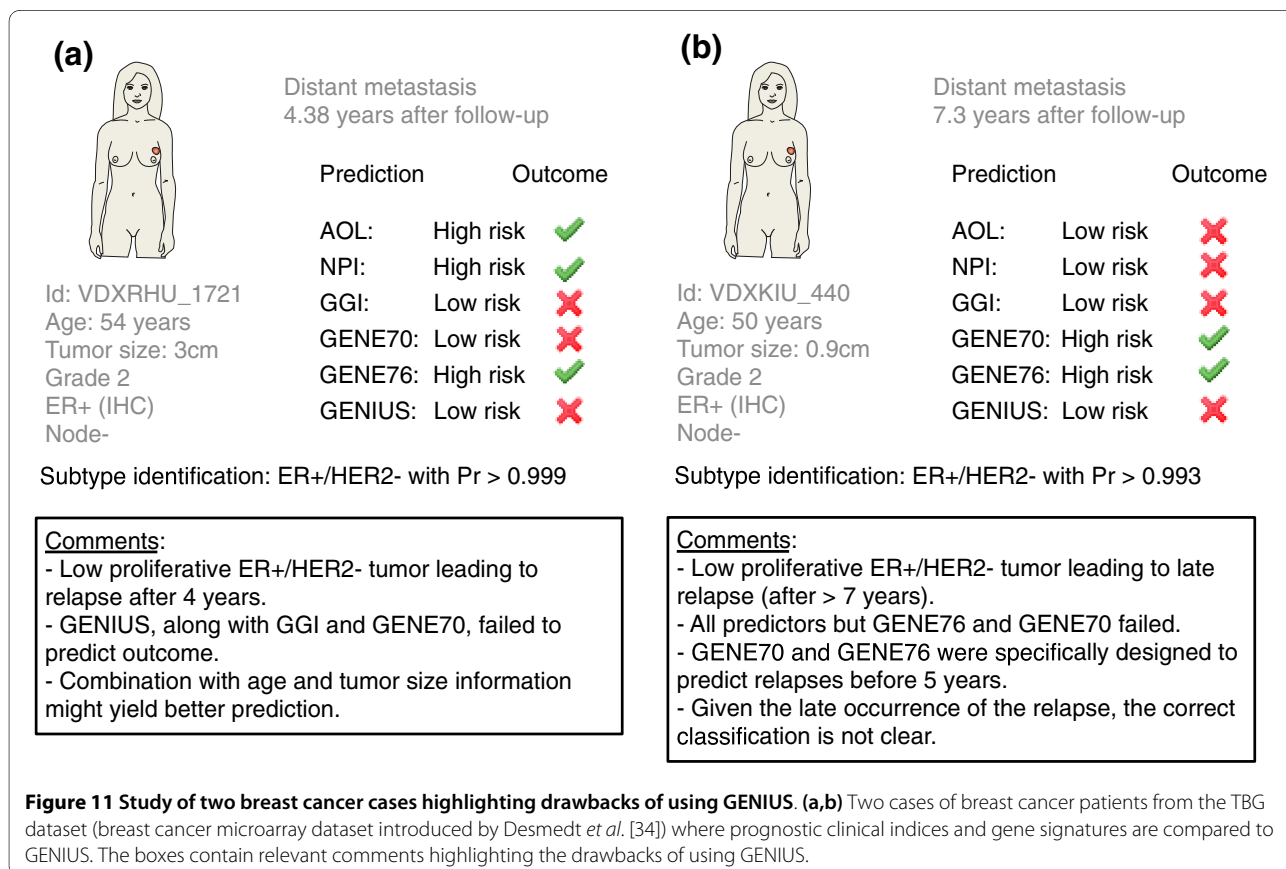 (a)
Distant metastasis
4.38 years after follow-up
Prediction Outcome
AOL: High risk
NPI: High risk
GGI: Low risk
GENE70: Low risk
GENE76: High risk
GENIUS: Low risk
Id: VDXRHU_1721
Age: 54 years
Tumor size: 3cm
Grade 2
ER+ (IHC)
Node-
Subtype identification: ER+/HER2- with Pr > 0.999
Comments:
- Low proliferative ER+/HER2- tumor leading to
relapse after 4 years.
- GENIUS, along with GGI and GENE70, failed to
predict outcome.
- Combination with age and tumor size information
might yield better prediction.
(b)
Distant metastasis
7.3 years after follow-up
Prediction Outcome
AOL: Low risk
NPI: Low risk
GGI: Low risk
GENE70: High risk
GENE76: High risk
GENIUS: Low risk
Id: VDXKIU_440
Age: 50 years
Tumor size: 0.9cm
Grade 2
ER+ (IHC)
Node-
Subtype identification: ER+/HER2- with Pr > 0.993
Comments:
- Low proliferative ER+/HER2- tumor leading to late
relapse (after > 7 years).
- All predictors but GENE76 and GENE70 failed.
- GENE70 and GENE76 were specifically designed to
predict relapses before 5 years.
- Given the late occurrence of the relapse, the correct
classification is not clear.
Figure 11 Study of two breast cancer cases highlighting drawbacks of using GENIUS. (a,b) Two cases of breast cancer patients from the TBG
dataset (breast cancer microarray dataset introduced by Desmedt et al. [34]) where prognostic clinical indices and gene signatures are compared to
GENIUS. The boxes contain relevant comments highlighting the drawbacks of using GENIUS.